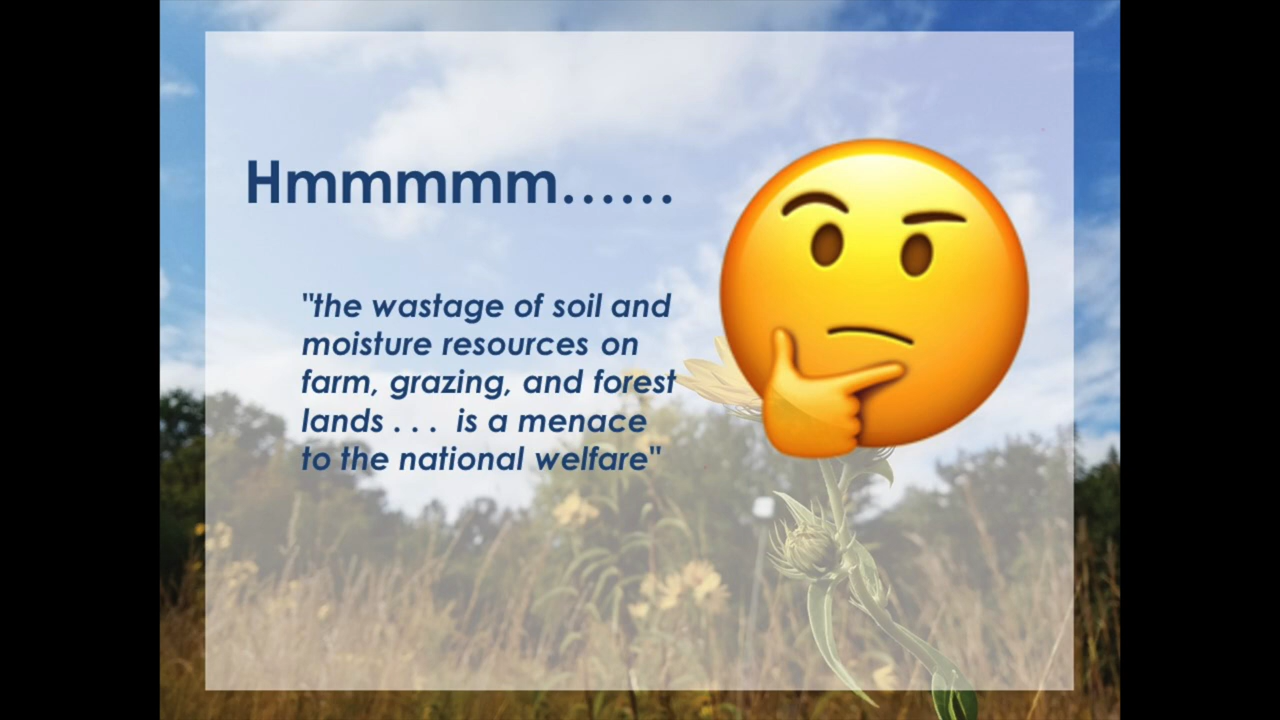 Hmmmmm......
"the wastage of soil and
moisture resources on
farm, grazing, and forest
lands . . .  is a menace
to the national welfare"